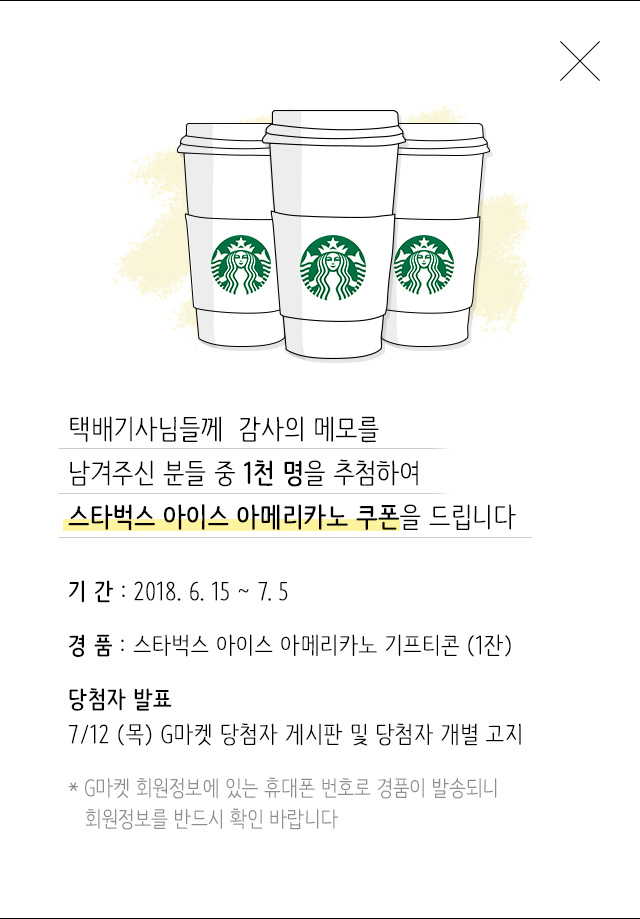 택배기사님들께 감사의 메모를
남겨주신 분들 중 1천 명을 추첨하여
스타벅스 아이스 아메리카노 쿠폰을 드립니다
기 간 : 2018. 6. 15 ~ 7. 5
경 품 : 스타벅스 아이스 아메리카노 기프티콘 (1잔)
당첨자 발표
7/12 (목) G마켓 당첨자 게시판 및 당첨자 개별 고지
* G마켓 회원정보에 있는 휴대폰 번호로 경품이 발송되니
회원정보를 반드시 확인 바랍니다